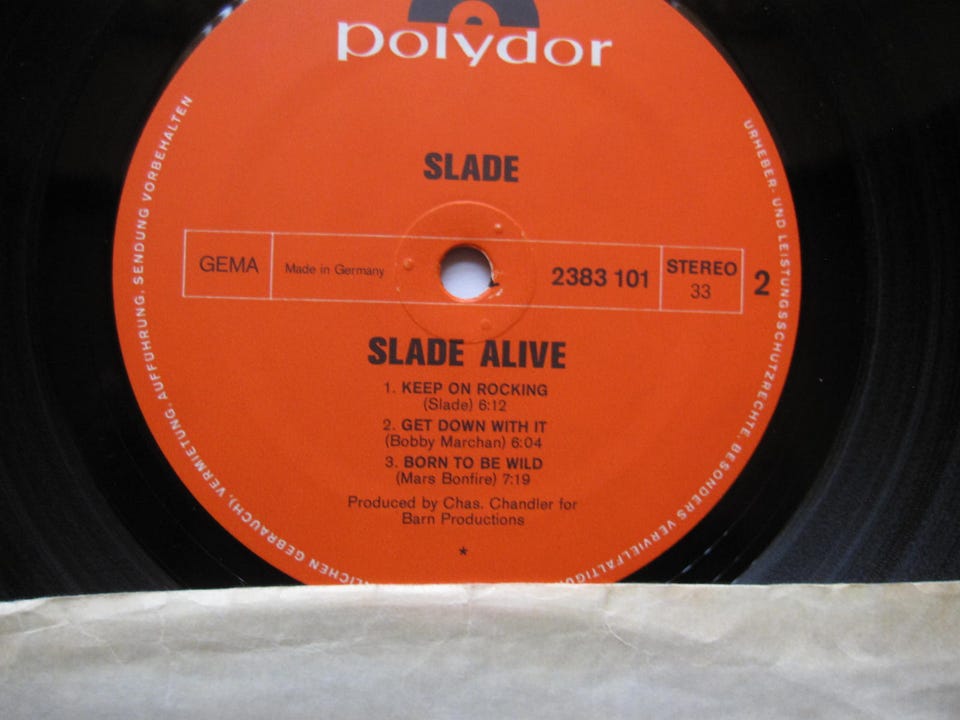 polydor
SLADE
GEMA
Made in Germany
2383 101
STEREO
33
2
SLADE ALIVE
1. KEEP ON ROCKING
(Slade) 6:12
2. GET DOWN WITH IT
(Bobby Marchan) 6:04
3. BORN TO BE WILD
(Mars Bonfire) 7:19
Produced by Chas. Chandler for
Barn Productions
*
URHEBER- UND LEISTUNGSSCHUTZRECHTE, BESONDERS
GEBRAUCH), VERMIETUNG, AUFFÜHRUNG, SENDUNG VORBEHALTEN